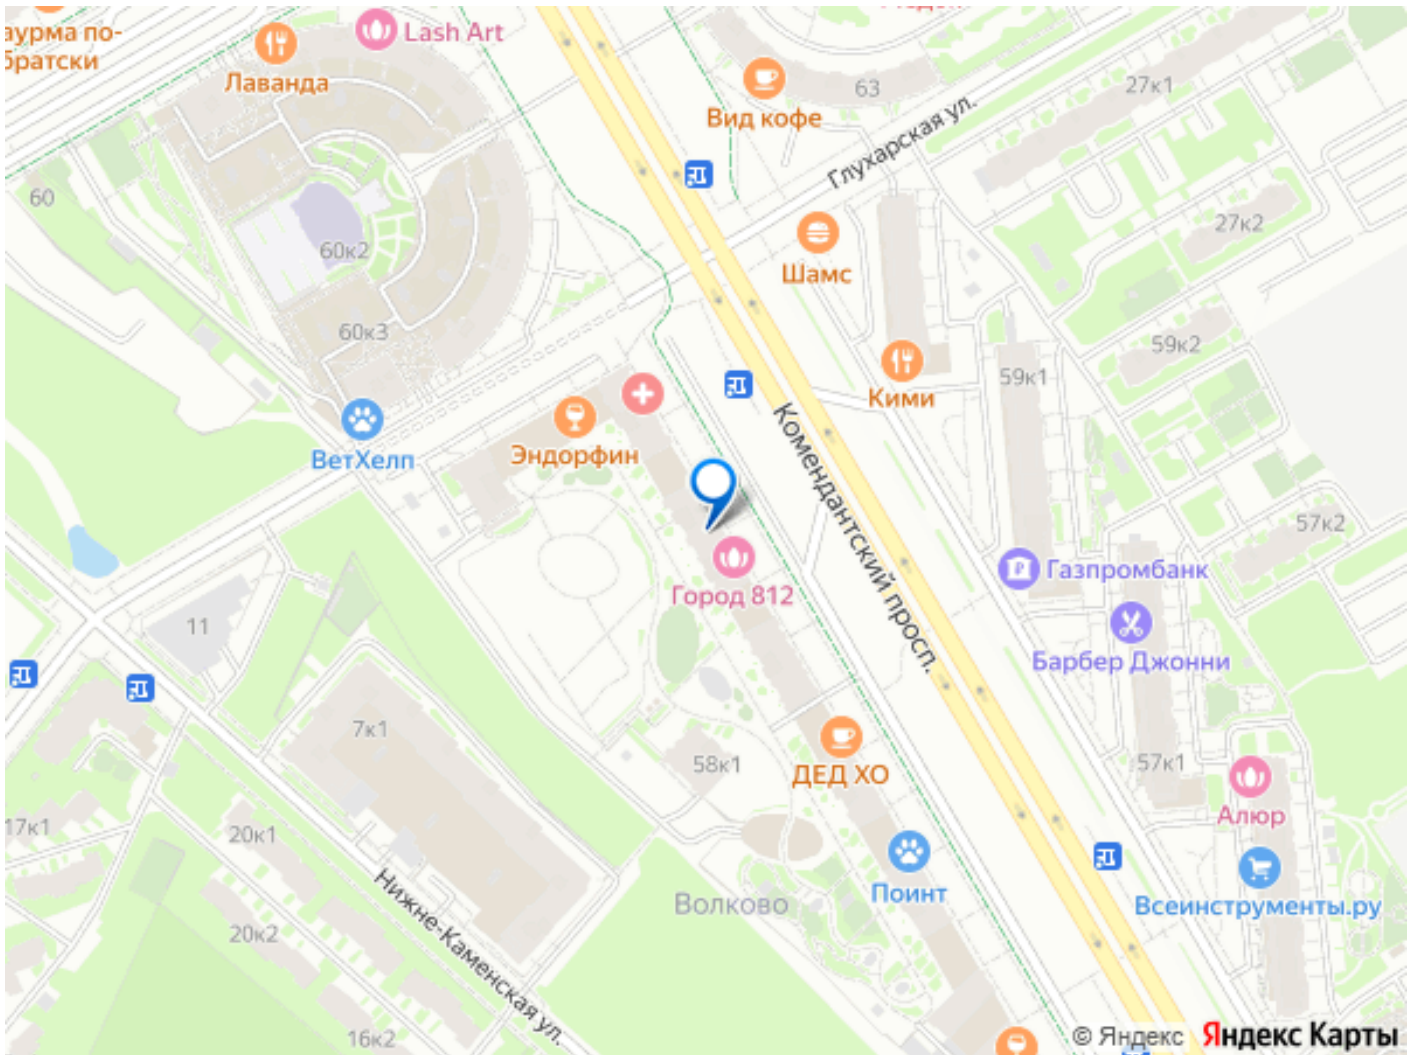 аурма по-
братски
Lash Art
Лаванда
Вид кофе
63
27к1
Глухарская ул.
60
60к2
27к2
Шамс
60к3
59к2
59к1
Кими
Комендантский просп.
Эндорфин
ВетХелп
57к2
Газпромбанк
Город 812
11
Барбер Джонни
7к1
58к1
57к1
ДЕД ХО
Алюр
17к1
20к1
Поинт
Всеинструменты.ру
Волково
20к2
Нижне-Каменская ул.
16к2
© Яндекс Яндекс Карты